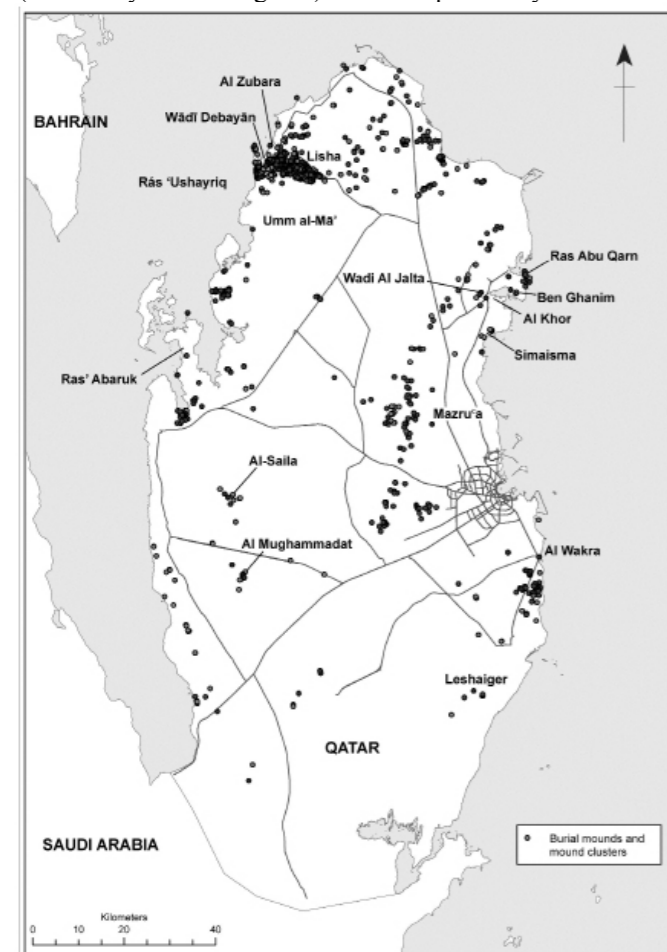 BAHRAIN
Al Zubara
Wādī Debayān
Lisha
Rás ‘Ushayriq
Umm al-Mā’
Ras Abu Qarn
Wadi Al Jalta
Ben Ghanim
Al Khor
Simaisma
Ras’ Abaruk
Mazruʿa
Al-Saila
Al Mughammadat
Al Wakra
Leshaiger
QATAR
SAUDI ARABIA
Burial mounds and
mound clusters
Kilometers
0 10 20 40